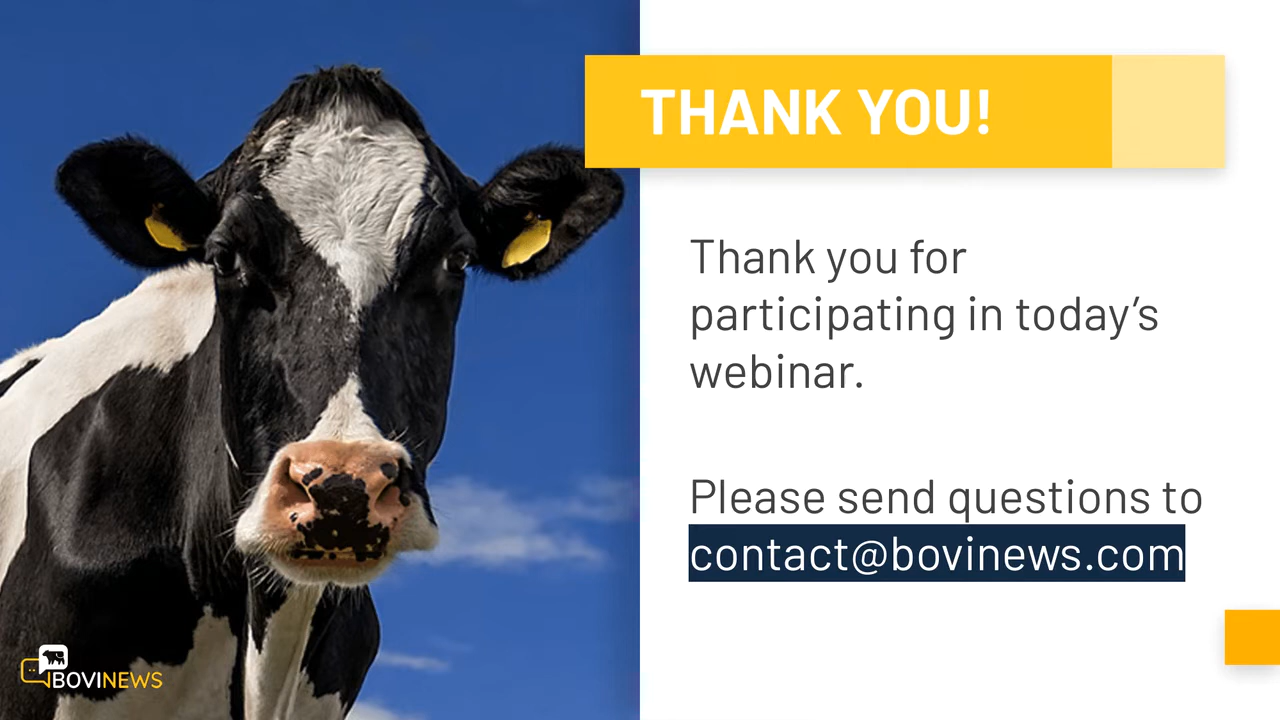 THANK YOU!
Thank you for
participating in today’s
webinar.
Please send questions to
contact@bovinews.com
BOVINEWS